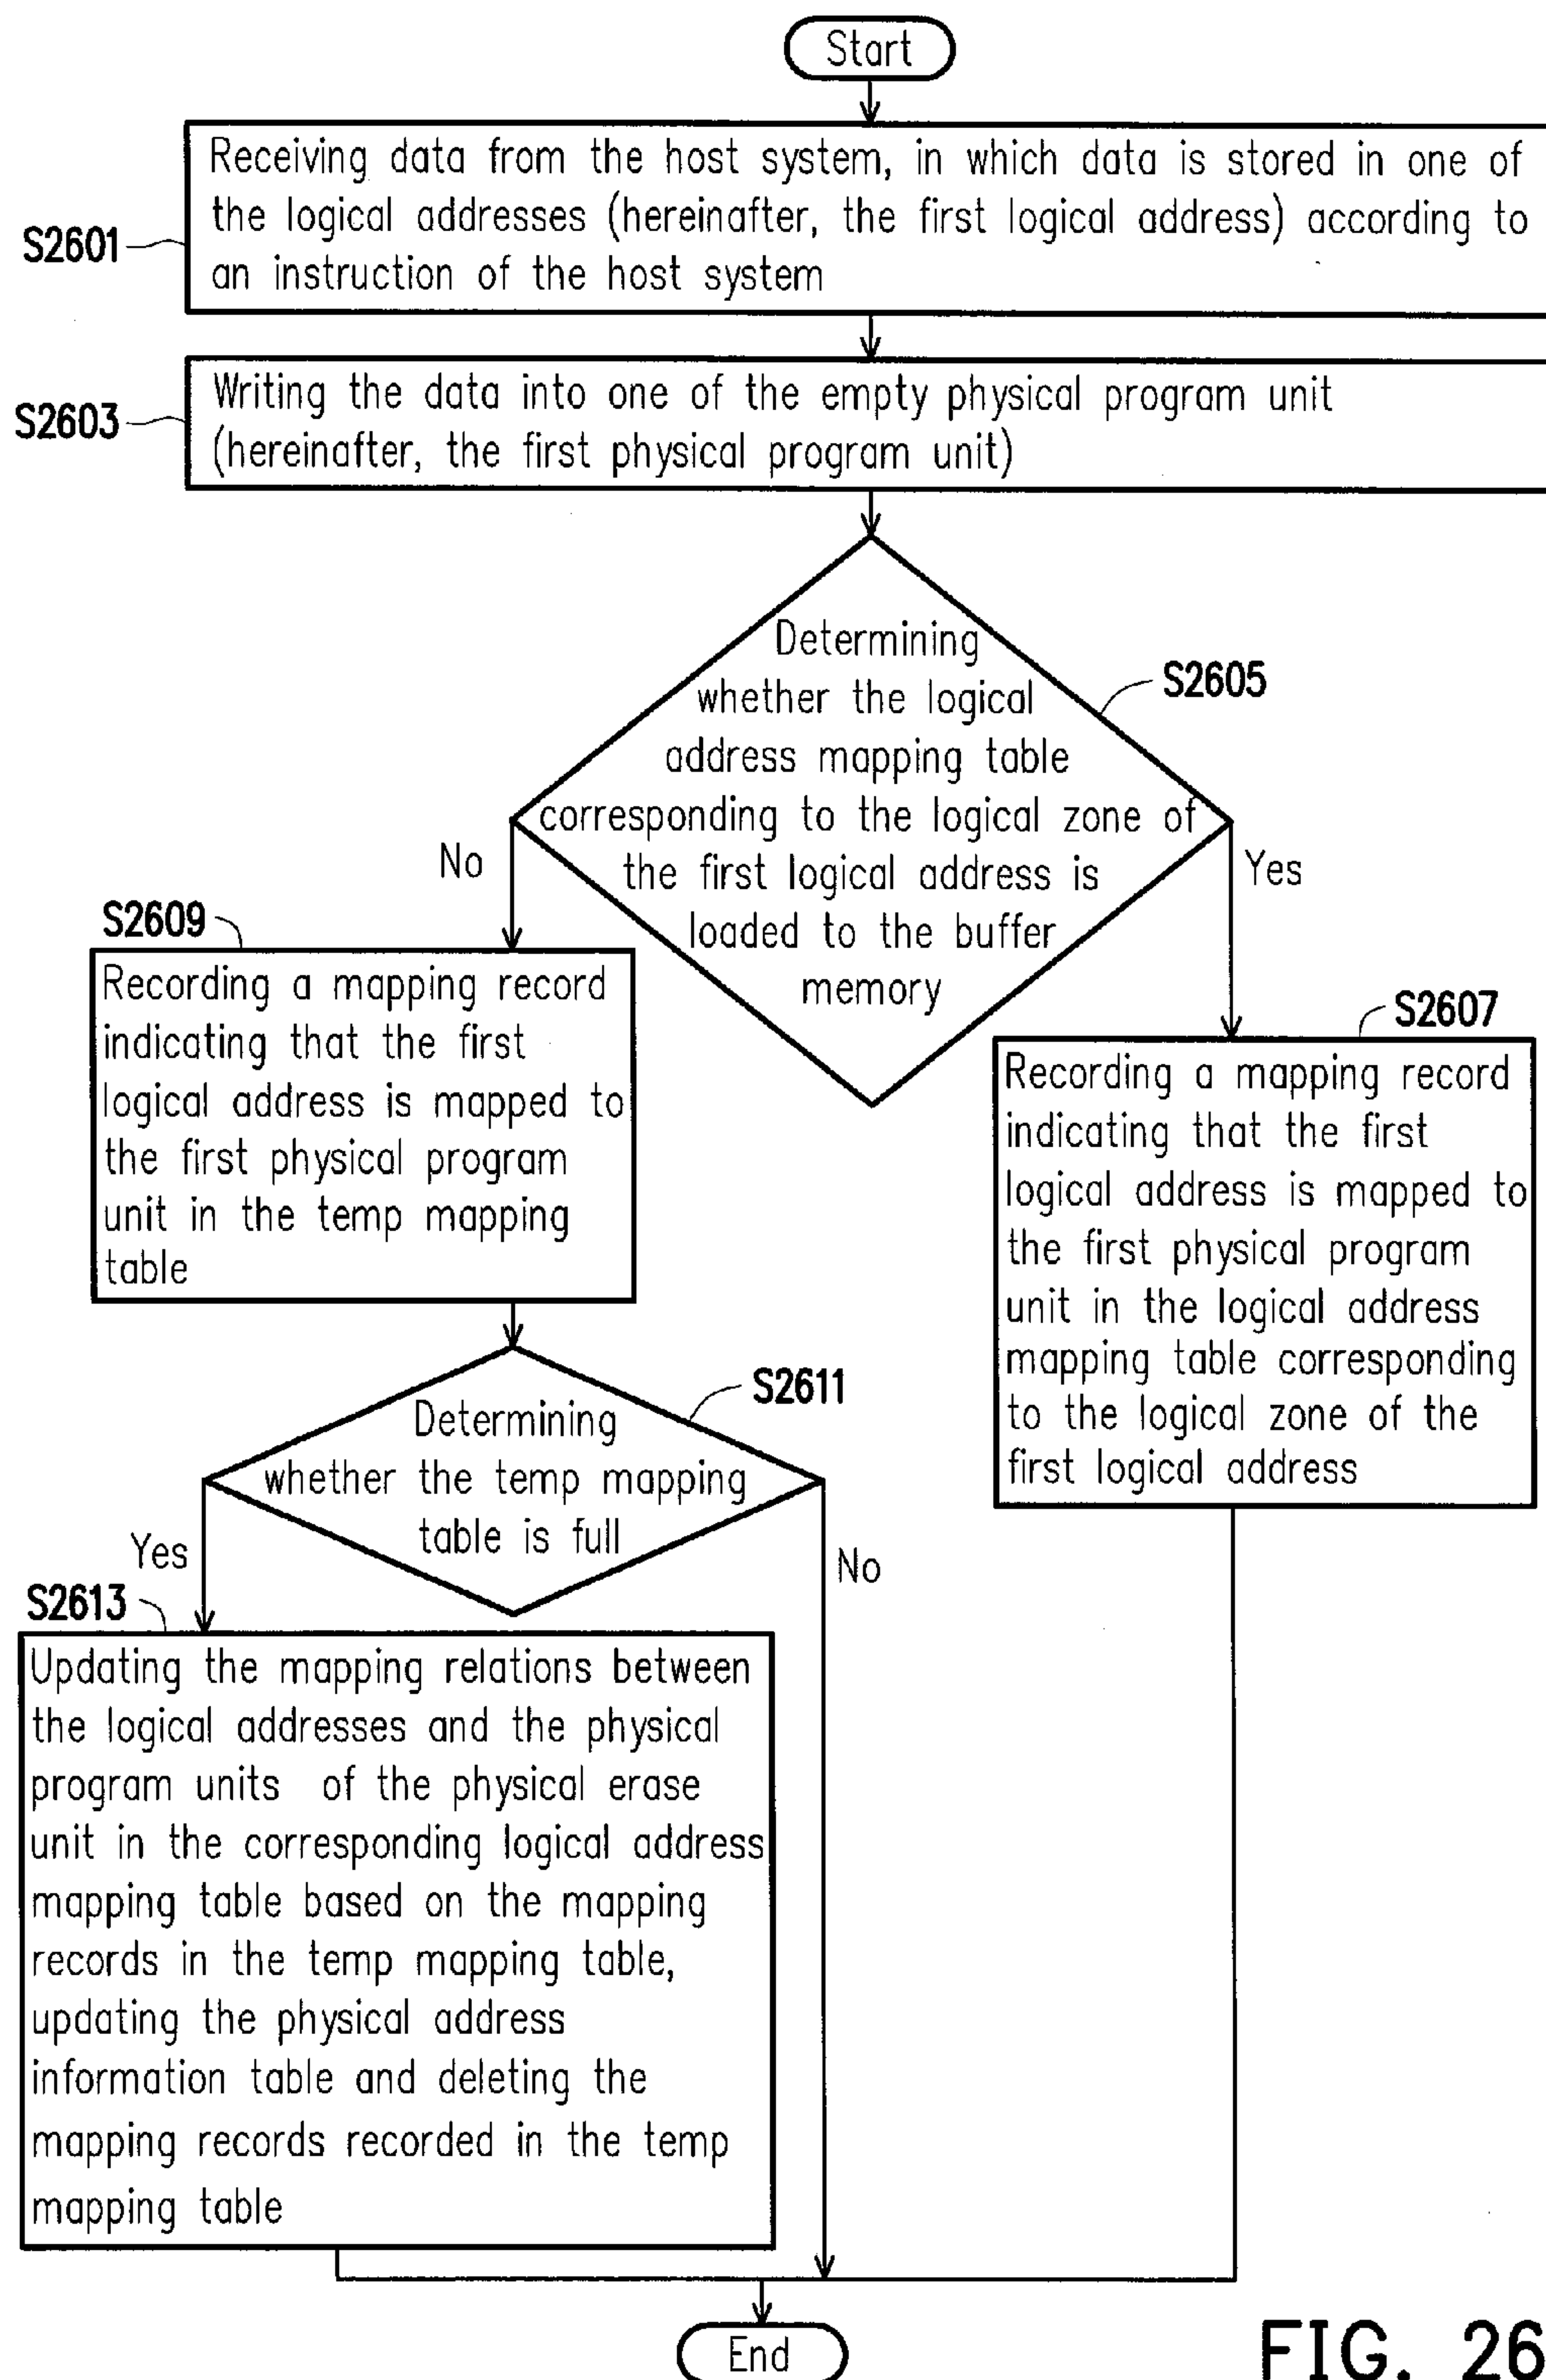 Start
Receiving data from the host system, in which data is stored in one of
the logical addresses (hereinafter, the first logical address) according to
an instruction of the host system
S2601
Writing the data into one of the empty physical program unit
(hereinafter, the first physical program unit)
S2603
Determining
whether the logical
address mapping table
corresponding to the logical zone of
the first logical address is
loaded to the buffer
memory
S2605
No
Yes
S2609
Recording a mapping record
indicating that the first
logical address is mapped to
the first physical program
unit in the temp mapping
table
S2607
Recording a mapping record
indicating that the first
logical address is mapped to
the first physical program
unit in the logical address
mapping table corresponding
to the logical zone of the
first logical address
S2611
Determining
whether the temp mapping
table is full
Yes
No
S2613
Updating the mapping relations between
the logical addresses and the physical
program units of the physical erase
unit in the corresponding logical address
mapping table based on the mapping
records in the temp mapping table,
updating the physical address
information table and deleting the
mapping records recorded in the temp
mapping table
End
FIG. 26